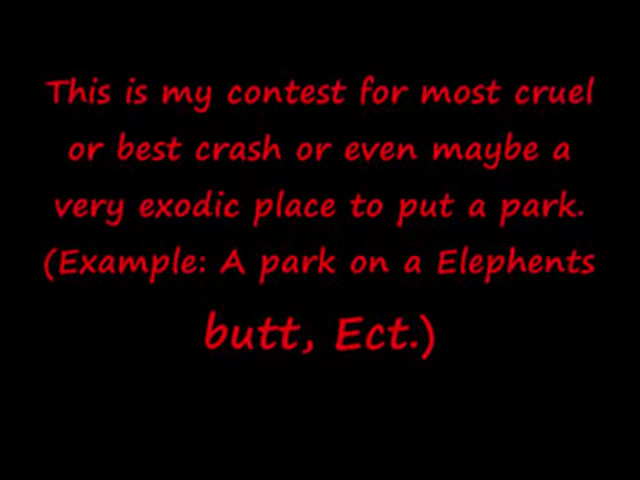 This is my contest for most cruel
or best crash or even maybe a
very exodic place to put a park.
(Example: A park on a Elephents
butt, Ect.)